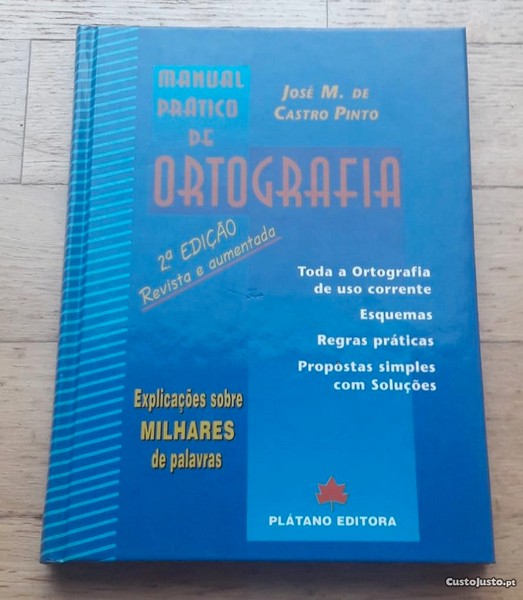 MANUAL
PRÁTICO
DE
ORTOGRAFIA
JOSÉ M. DE
CASTRO PINTO
2ª EDIÇÃO
Revista e aumentada
Toda a Ortografia
de uso corrente
Esquemas
Regras práticas
Propostas simples
com Soluções
Explicações sobre
MILHARES
de palavras
PLÁTANO EDITORA
CustoJusto.pt